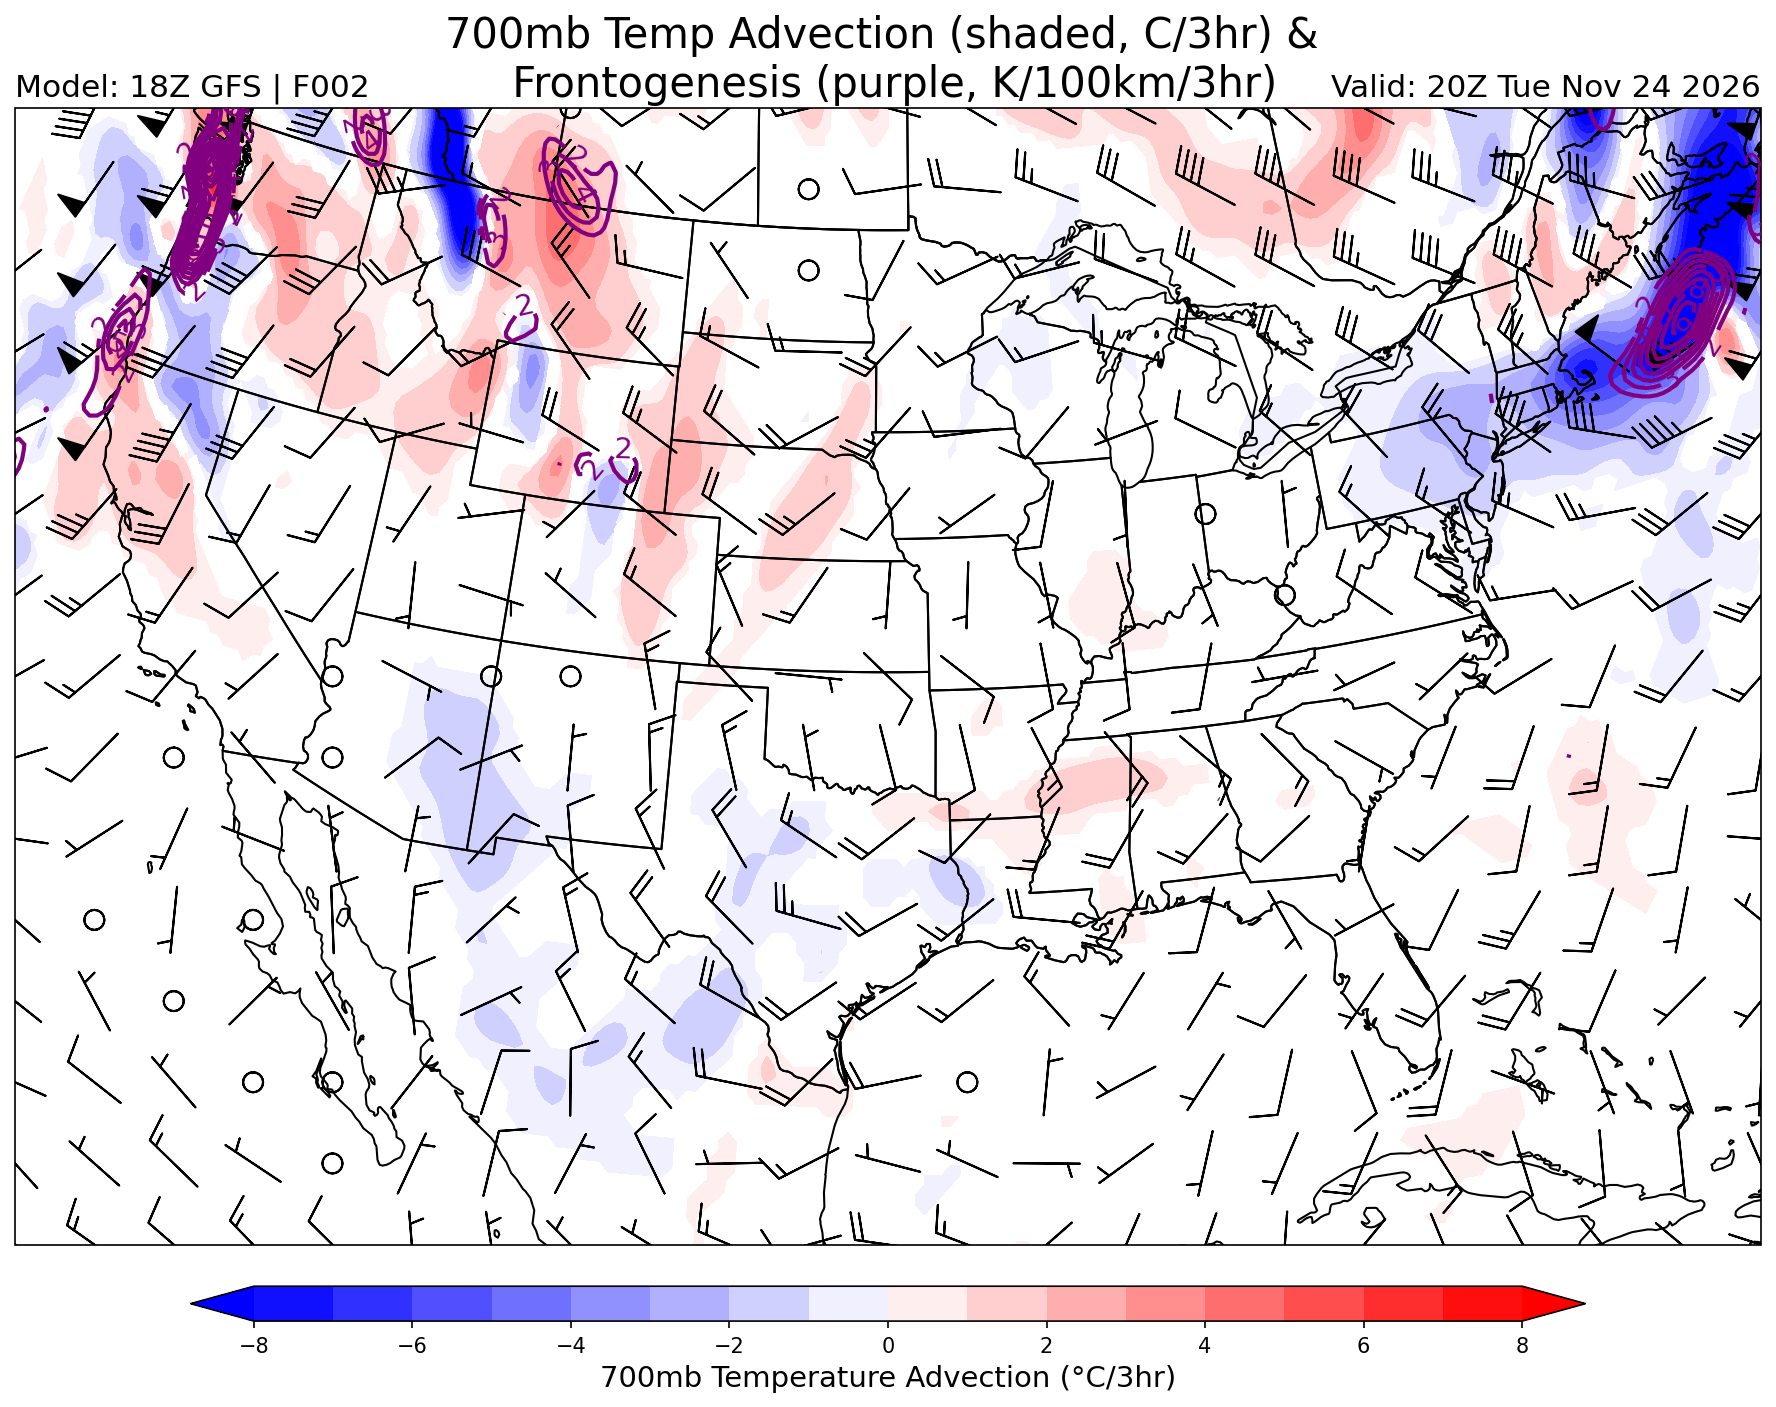 700mb Temp Advection (shaded, C/3hr) &
Model: 18Z GFS | F002
Frontogenesis (purple, K/100km/3hr)
Valid: 20Z Tue Nov 24 2026
−8 −6 −4 −2 0 2 4 6 8
700mb Temperature Advection (°C/3hr)